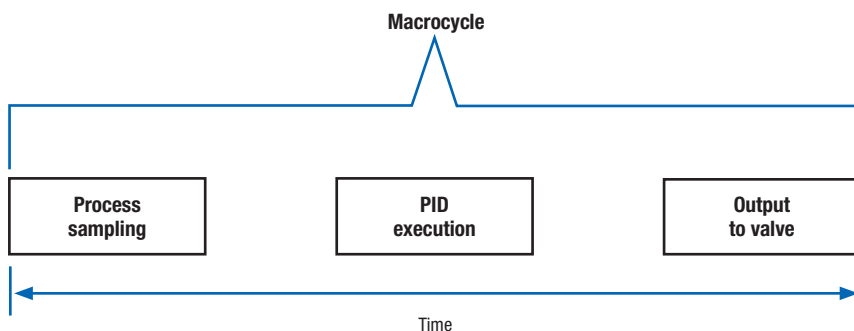 Macrocycle
Process
sampling
PID
execution
Output
to valve
Time